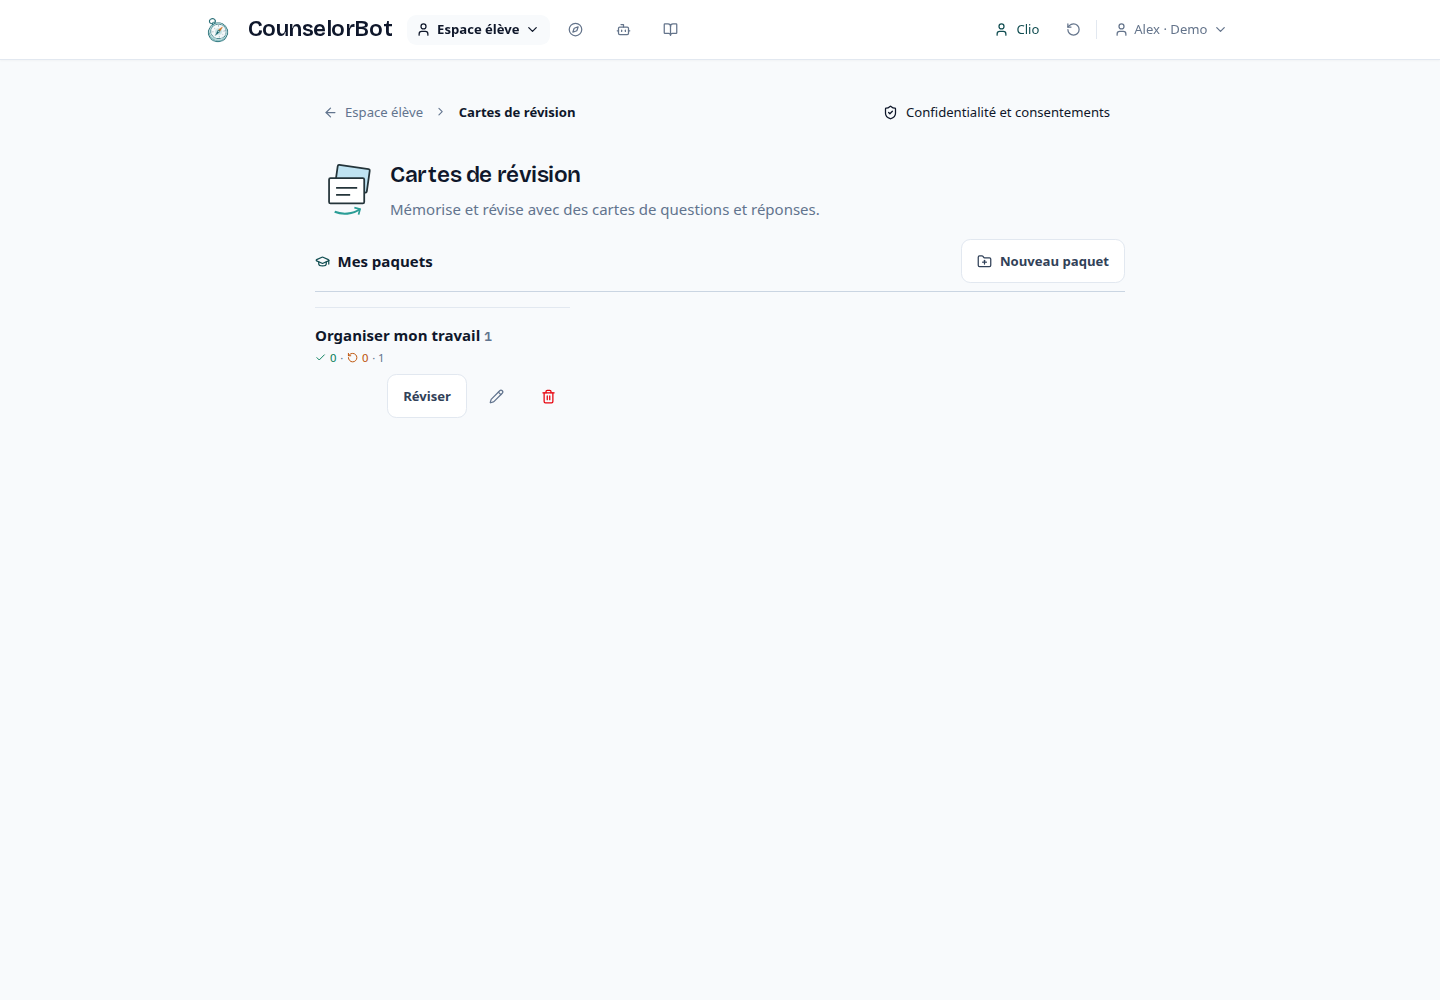 CounselorBot
Espace élève
Clio
Alex · Demo
Espace élève
Cartes de révision
Confidentialité et consentements
Cartes de révision
Mémorise et révise avec des cartes de questions et réponses.
Mes paquets
Nouveau paquet
Organiser mon travail 1
0 · 0 · 1
Réviser